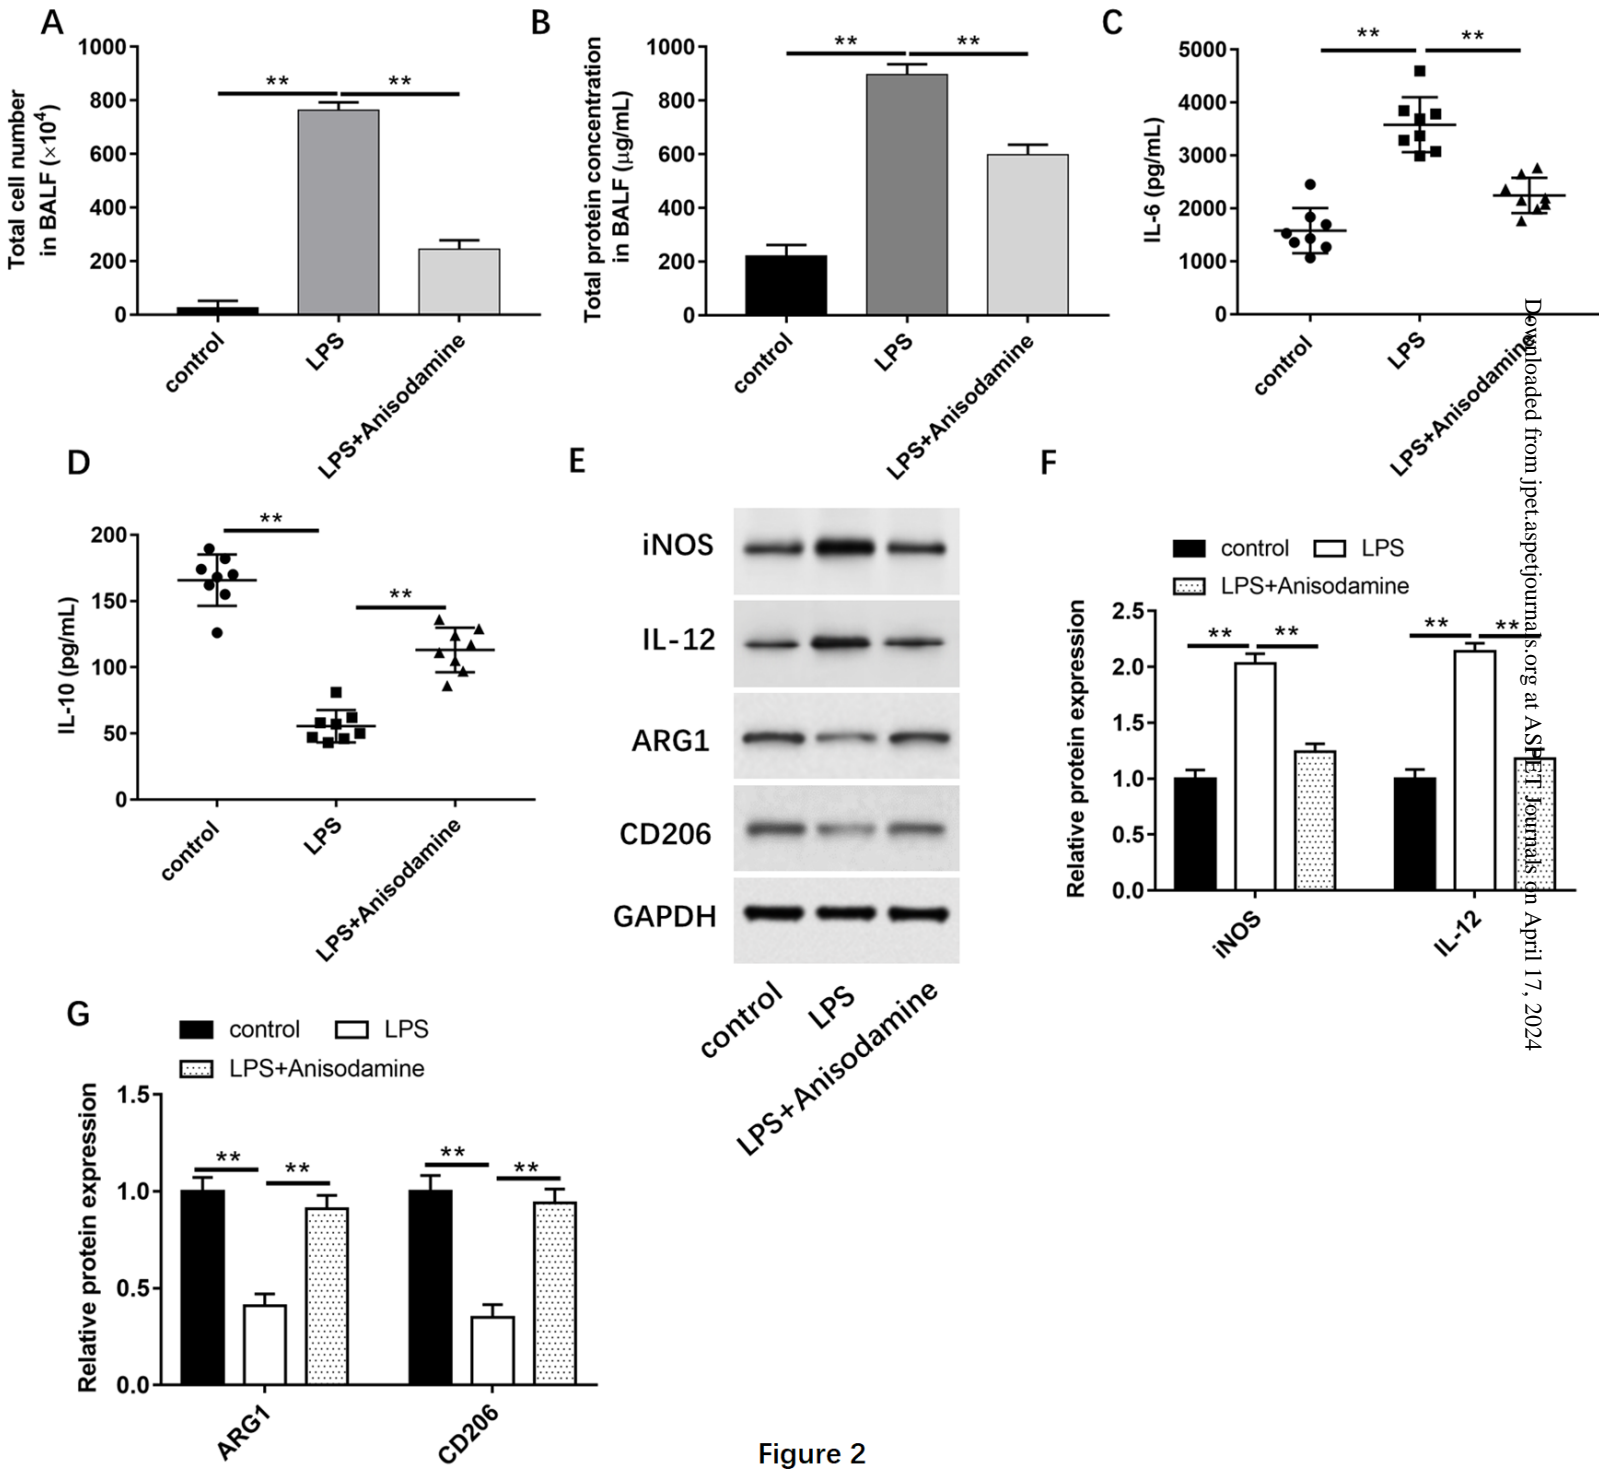 A
Total cell number
in BALF (×10⁴)
1000
800
600
400
200
0
**
**
control
LPS
LPS+Anisodamine
B
Total protein concentration
in BALF (μg/mL)
1000
800
600
400
200
0
**
**
control
LPS
LPS+Anisodamine
C
IL-6 (pg/mL)
5000
4000
3000
2000
1000
0
**
**
control
LPS
LPS+Anisodamine
D
IL-10 (pg/mL)
200
150
100
50
0
**
**
control
LPS
LPS+Anisodamine
E
iNOS
IL-12
ARG1
CD206
GAPDH
control
LPS
LPS+Anisodamine
F
control
LPS
LPS+Anisodamine
Relative protein expression
2.5
2.0
1.5
1.0
0.5
0.0
**
**
**
**
iNOS
IL-12
Downloaded from jpet.aspetjournals.org at ASPET Journals on April 17, 2024
G
control
LPS
LPS+Anisodamine
Relative protein expression
1.5
1.0
0.5
0.0
**
**
**
**
ARG1
CD206
Figure 2